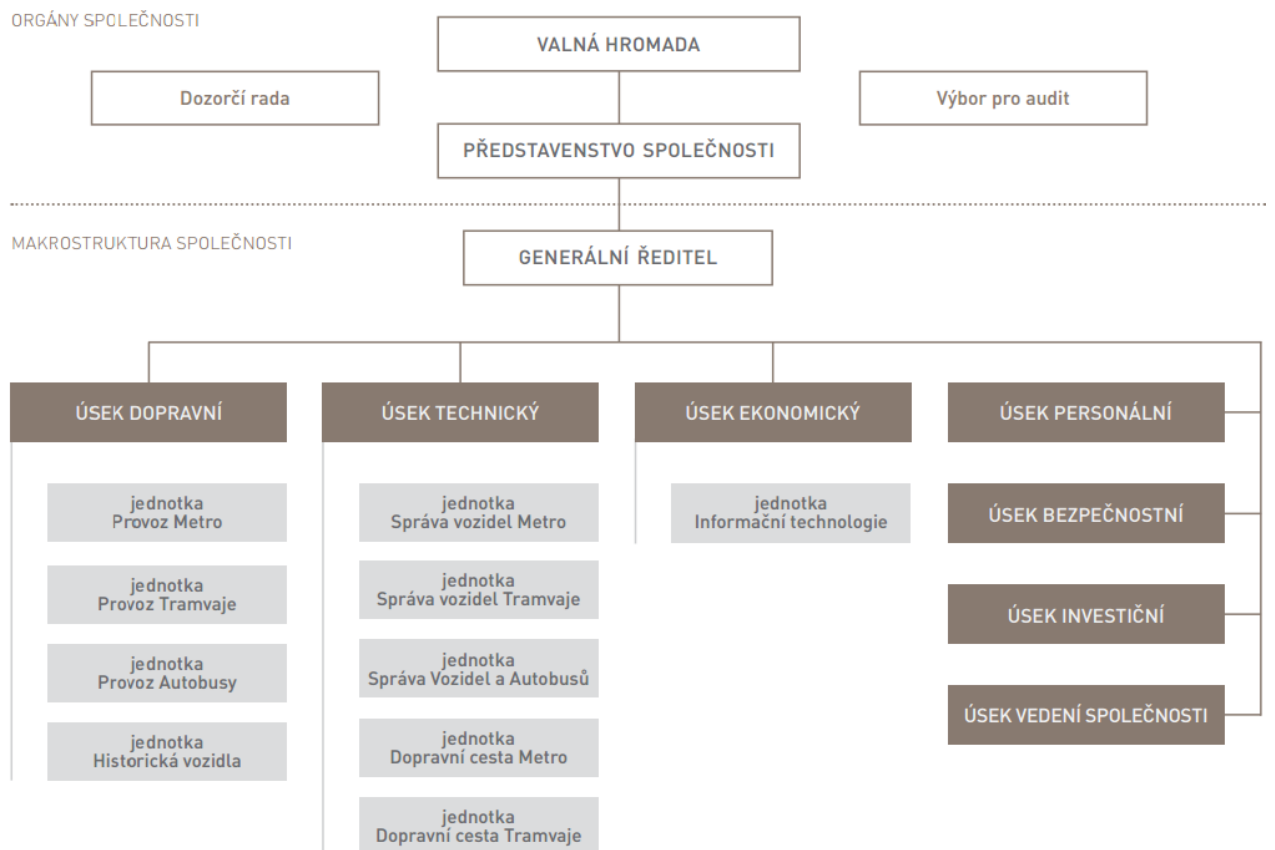 ORGÁNY SPOLEČNOSTI
VALNÁ HROMADA
Dozorčí rada
Výbor pro audit
PŘEDSTAVENSTVO SPOLEČNOSTI
MAKROSTRUKTURA SPOLEČNOSTI
GENERÁLNÍ ŘEDITEL
ÚSEK DOPRAVNÍ
jednotka
Provoz Metro
jednotka
Provoz Tramvaje
jednotka
Provoz Autobusy
jednotka
Historická vozidla
ÚSEK TECHNICKÝ
jednotka
Správa vozidel Metro
jednotka
Správa vozidel Tramvaje
jednotka
Správa Vozidel a Autobusů
jednotka
Dopravní cesta Metro
jednotka
Dopravní cesta Tramvaje
ÚSEK EKONOMICKÝ
jednotka
Informační technologie
ÚSEK PERSONÁLNÍ
ÚSEK BEZPEČNOSTNÍ
ÚSEK INVESTIČNÍ
ÚSEK VEDENÍ SPOLEČNOSTI